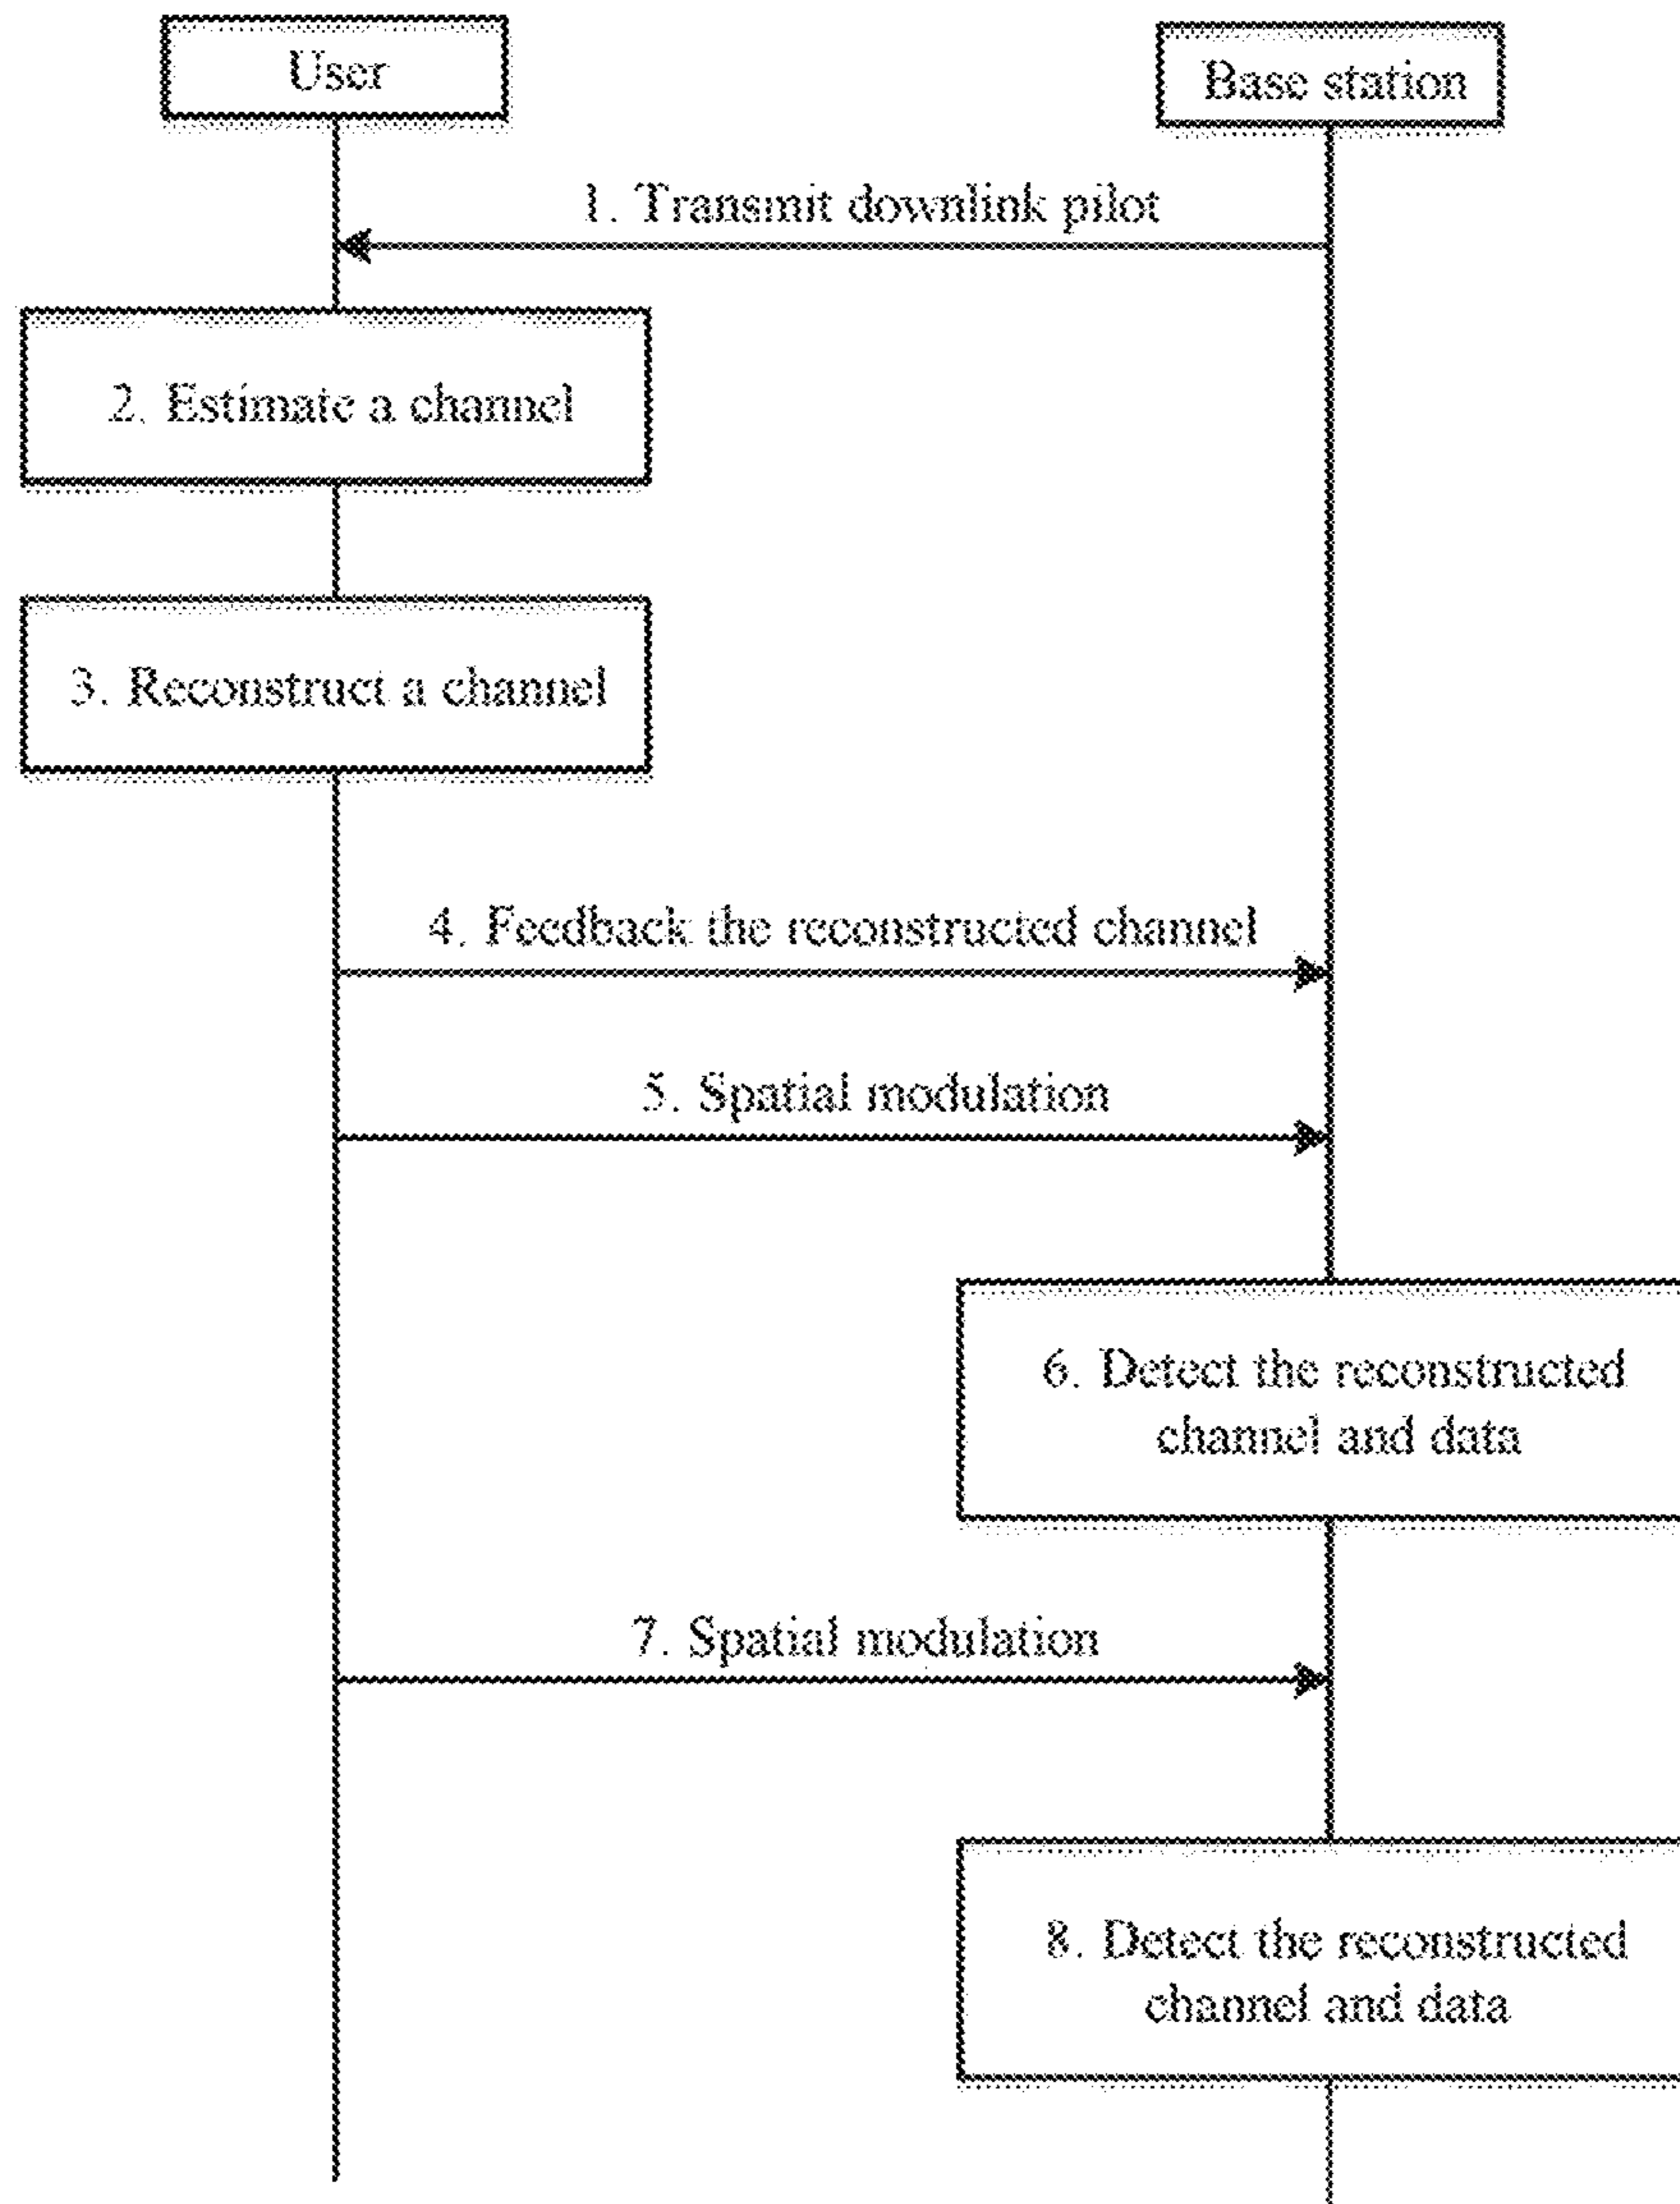 User
Base station
1. Transmit downlink pilot
2. Estimate a channel
3. Reconstruct a channel
4. Feedback the reconstructed channel
5. Spatial modulation
6. Detect the reconstructed
channel and data
7. Spatial modulation
8. Detect the reconstructed
channel and data